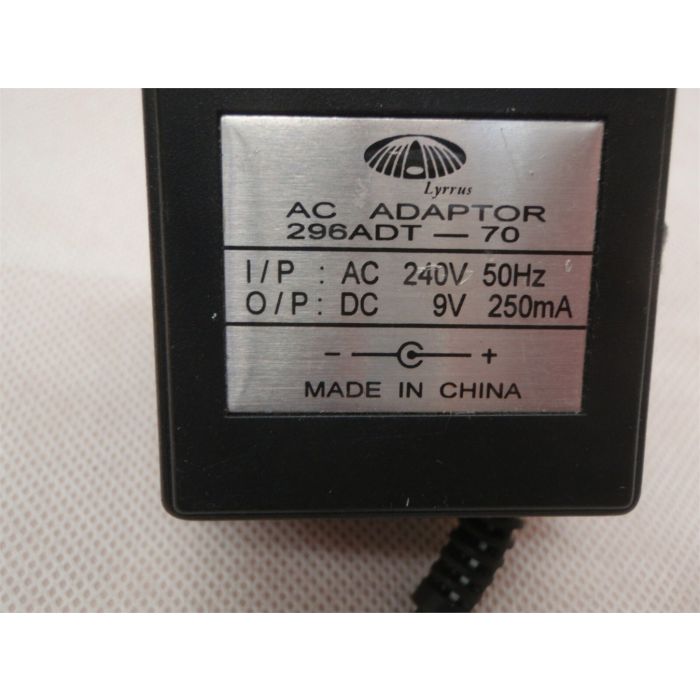 Lyrrus
AC ADAPTOR
296ADT — 70
I/P : AC 240V 50Hz
O/P : DC 9V 250mA
- +
MADE IN CHINA